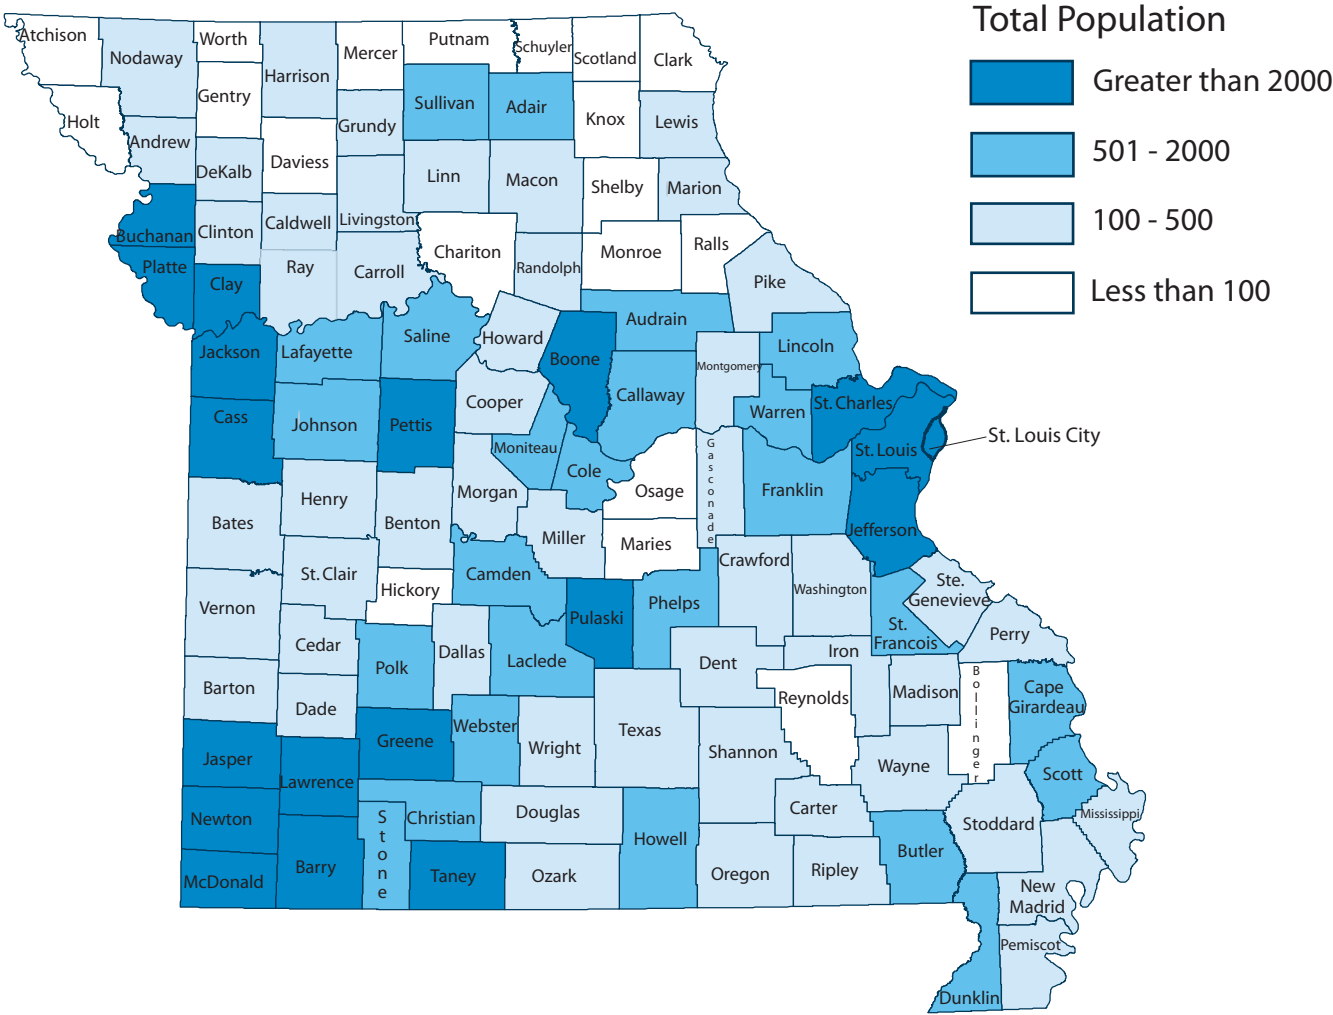 Total Population
Greater than 2000
501 - 2000
100 - 500
Less than 100
Atchison
Nodaway
Worth
Harrison
Mercer
Putnam
Schuyler
Scotland
Clark
Holt
Gentry
Andrew
DeKalb
Daviess
Grundy
Sullivan
Adair
Knox
Lewis
Linn
Macon
Shelby
Marion
Buchanan
Clinton
Caldwell
Livingston
Chariton
Randolph
Monroe
Ralls
Platte
Clay
Ray
Carroll
Pike
Jackson
Lafayette
Saline
Howard
Boone
Audrain
Lincoln
Cass
Johnson
Pettis
Cooper
Callaway
Montgomery
Warren
St. Charles
St. Louis City
St. Louis
Moniteau
Cole
Osage
Gasconade
Franklin
Jefferson
Bates
Henry
Benton
Morgan
Miller
Maries
Crawford
Washington
St. Clair
Hickory
Camden
Pulaski
Phelps
Ste.
Genevieve
St.
Francois
Perry
Vernon
Cedar
Polk
Dallas
Laclede
Dent
Iron
Madison
Bollinger
Cape
Girardeau
Barton
Dade
Reynolds
Jasper
Lawrence
Greene
Webster
Wright
Texas
Shannon
Wayne
Scott
Newton
Stone
Christian
Douglas
Howell
Carter
Stoddard
Mississippi
McDonald
Barry
Taney
Ozark
Oregon
Ripley
Butler
New
Madrid
Pemiscot
Dunklin